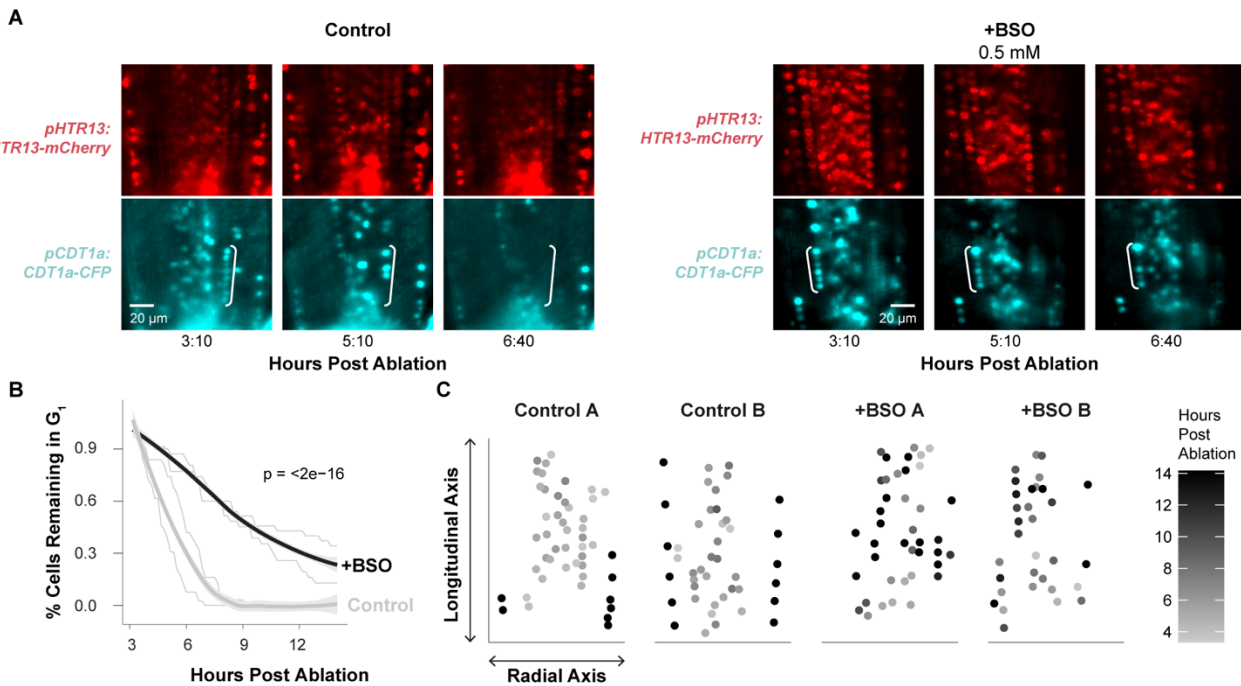 A
Control
+BSO
0.5 mM
pHTR13:
HTR13-mCherry
pCDT1a:
CDT1a-CFP
20 µm
3:10
5:10
6:40
Hours Post Ablation
pHTR13:
HTR13-mCherry
pCDT1a:
CDT1a-CFP
20 µm
3:10
5:10
6:40
Hours Post Ablation
B
% Cells Remaining in G1
0.9
0.6
0.3
0.0
p = <2e−16
+BSO
Control
3
6
9
12
Hours Post Ablation
C
Control A
Control B
+BSO A
+BSO B
Longitudinal Axis
Radial Axis
Hours
Post
Ablation
14
12
10
8
6
4